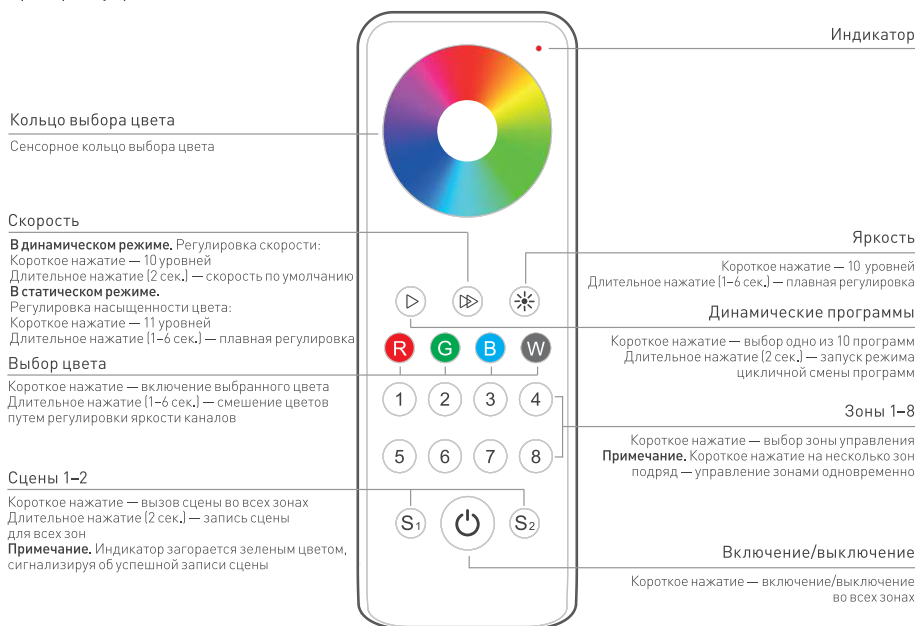 Индикатор
Кольцо выбора цвета
Сенсорное кольцо выбора цвета
Скорость
В динамическом режиме. Регулировка скорости:
Короткое нажатие — 10 уровней
Длительное нажатие (2 сек.) — скорость по умолчанию
В статическом режиме.
Регулировка насыщенности цвета:
Короткое нажатие — 11 уровней
Длительное нажатие (1–6 сек.) — плавная регулировка
Яркость
Короткое нажатие — 10 уровней
Длительное нажатие (1–6 сек.) — плавная регулировка
Динамические программы
Короткое нажатие — выбор одно из 10 программ
Длительное нажатие (2 сек.) — запуск режима
цикличной смены программ
R G B W
Выбор цвета
Короткое нажатие — включение выбранного цвета
Длительное нажатие (1–6 сек.) — смешение цветов
путем регулировки яркости каналов
1 2 3 4
5 6 7 8
Зоны 1–8
Короткое нажатие — выбор зоны управления
Примечание. Короткое нажатие на несколько зон
подряд — управление зонами одновременно
Сцены 1–2
Короткое нажатие — вызов сцены во всех зонах
Длительное нажатие (2 сек.) — запись сцены
для всех зон
Примечание. Индикатор загорается зеленым цветом,
сигнализируя об успешной записи сцены
S1 S2
Включение/выключение
Короткое нажатие — включение/выключение
во всех зонах